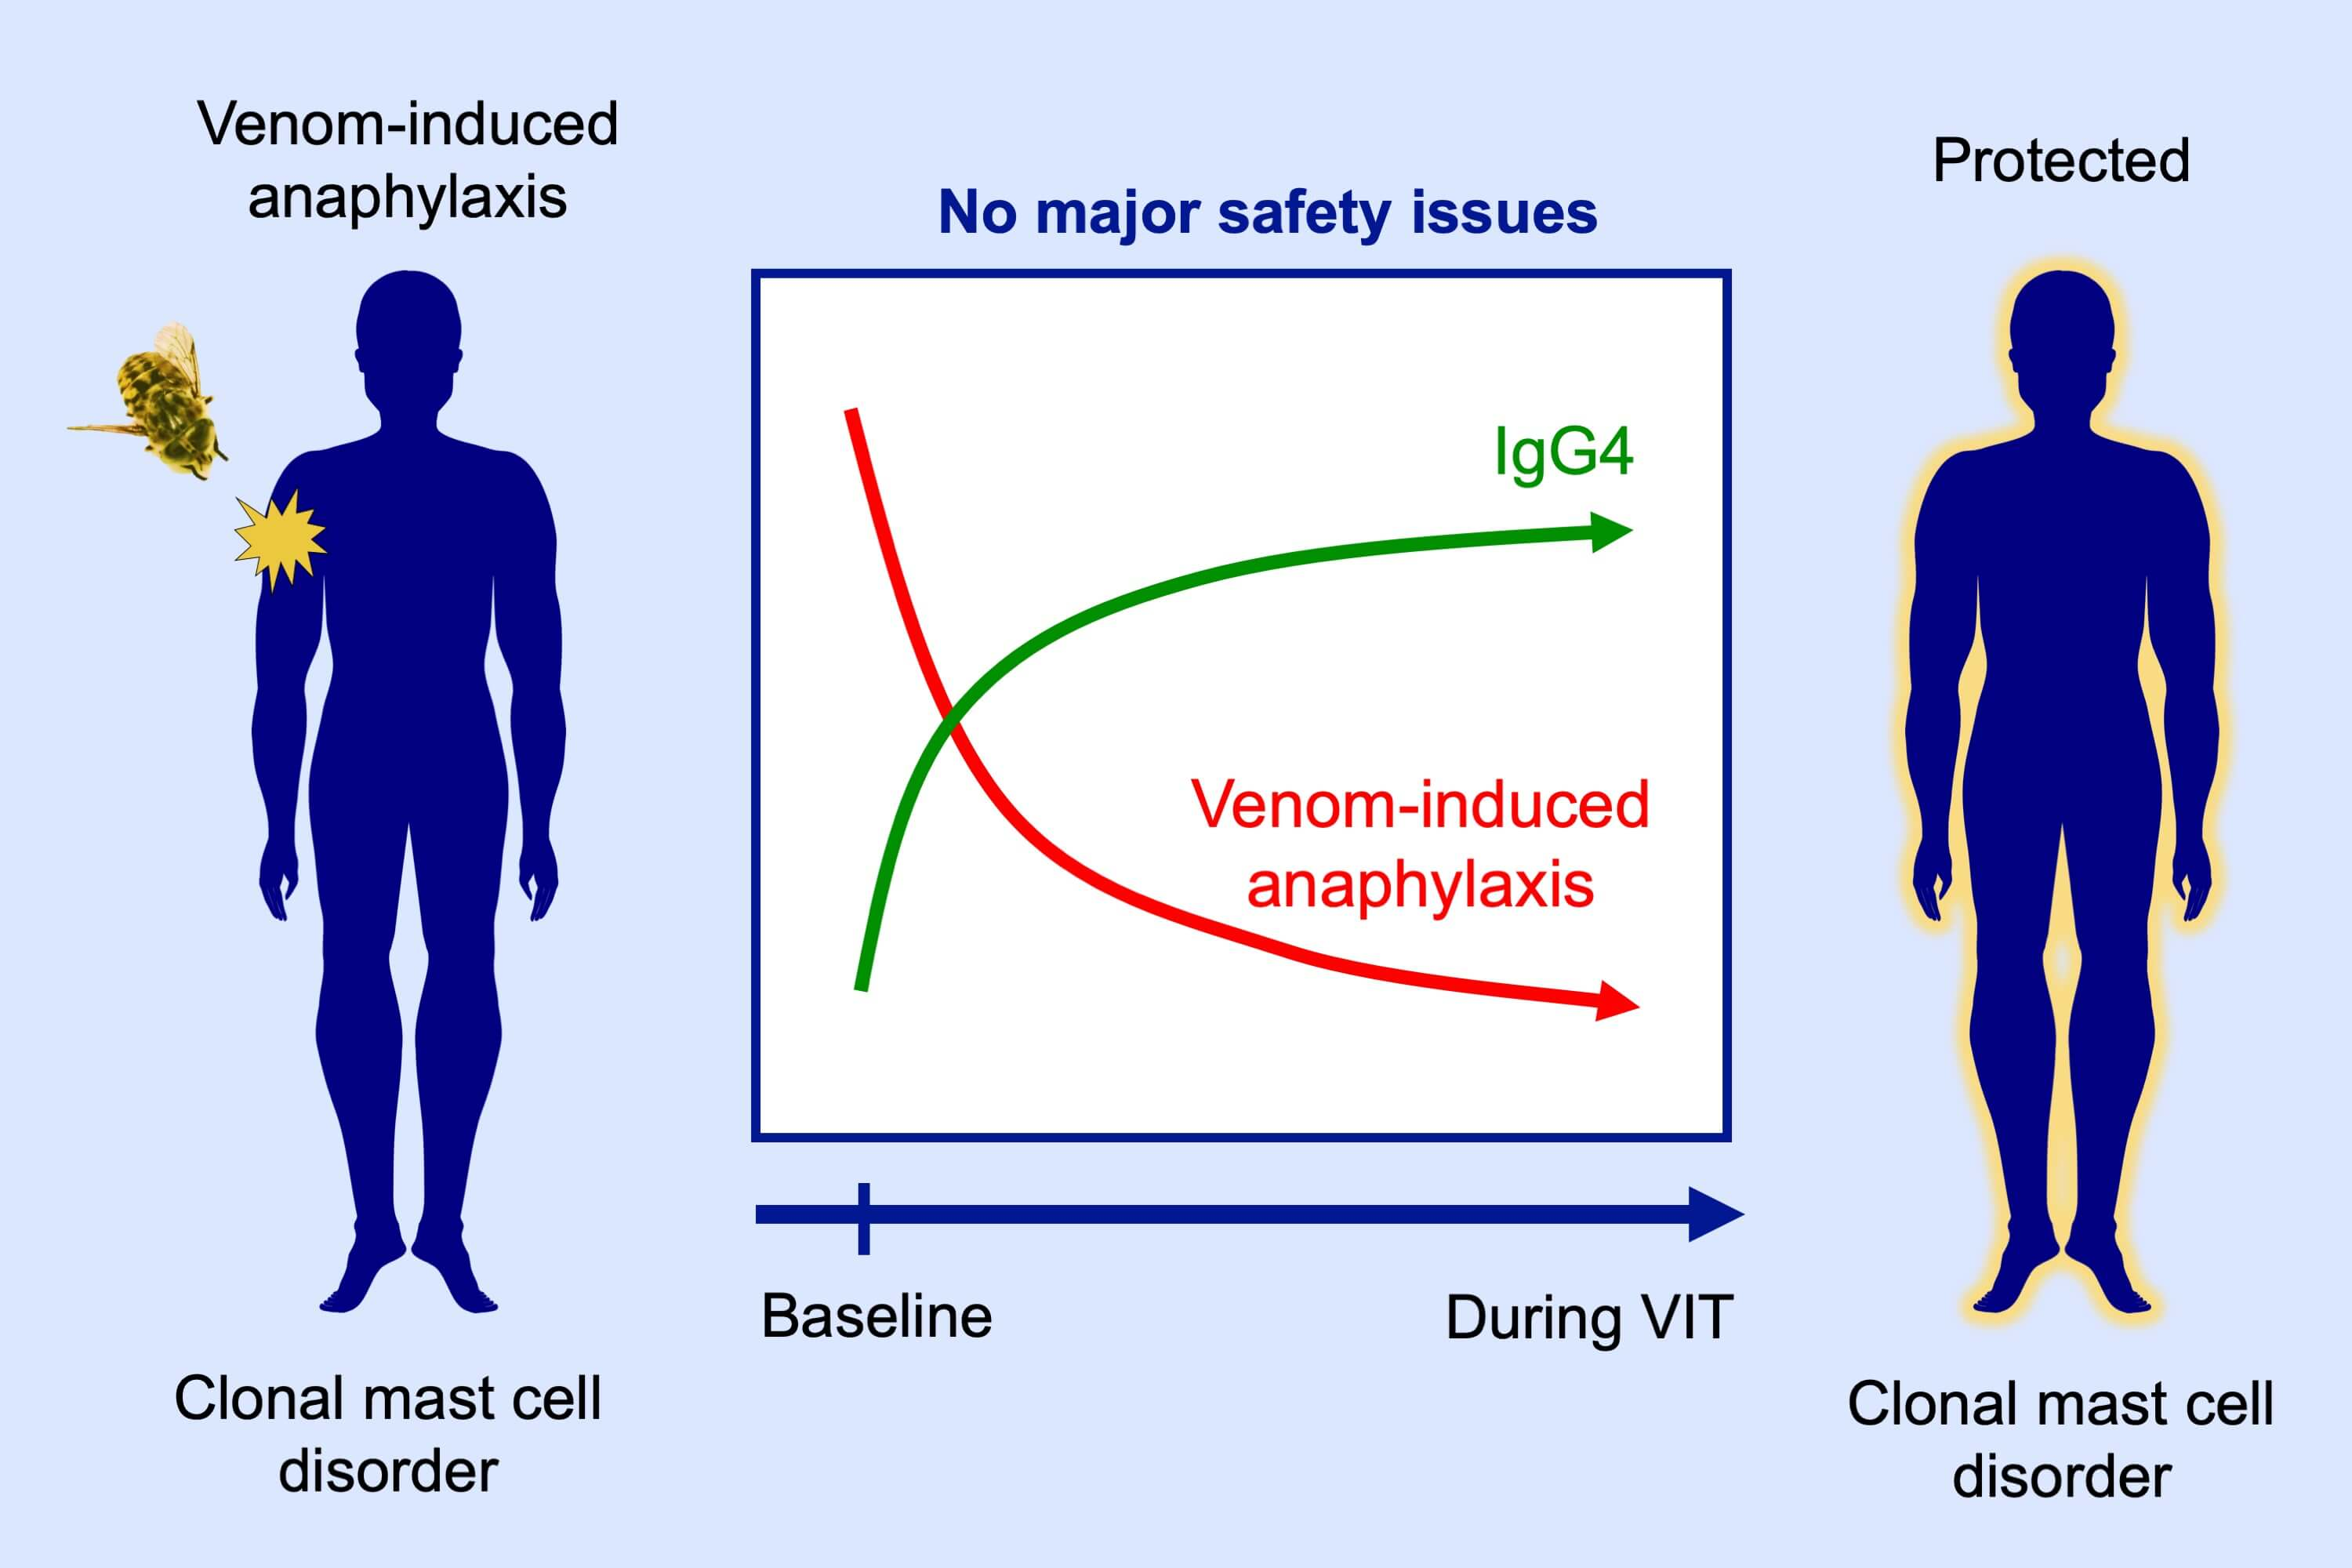 Venom-induced
anaphylaxis
Clonal mast cell
disorder
No major safety issues
IgG4
Venom-induced
anaphylaxis
Baseline
During VIT
Protected
Clonal mast cell
disorder